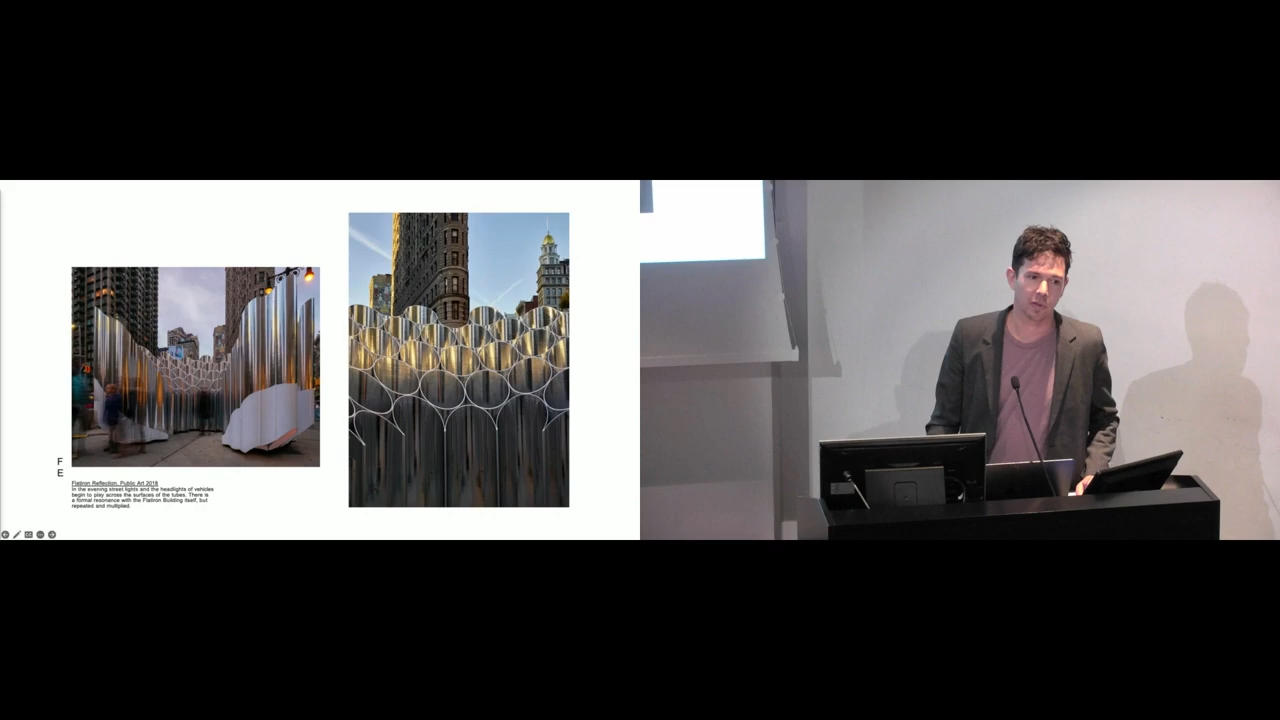 F
E
Flatiron Reflection, Public Art 2018
In the evening street lights and the headlights of vehicles
begin to play across the surfaces of the tubes. There is
a formal resonance with the Flatiron Building itself, but
repeated and multiplied.